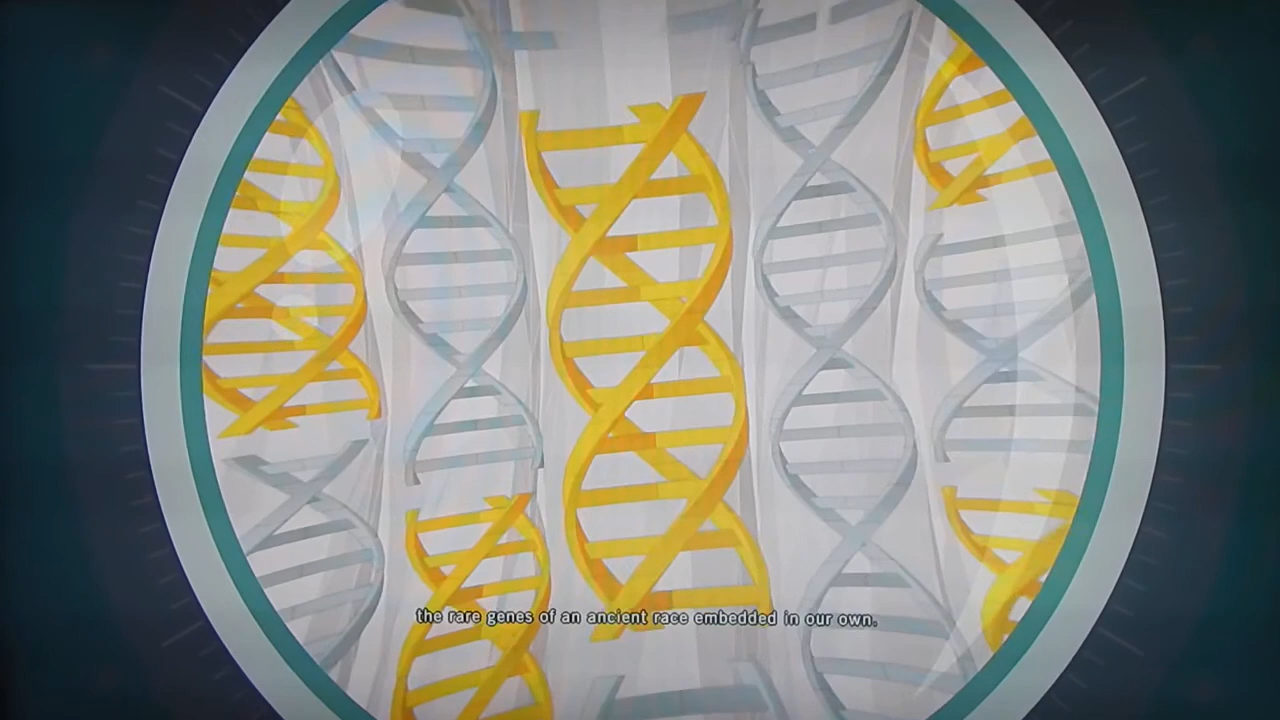 the rare genes of an ancient race embedded in our own.